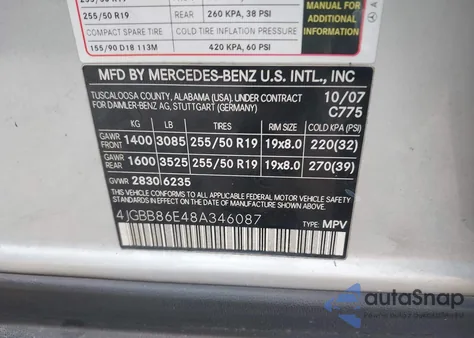 255/50 R19 REAR 260 KPA, 38 PSI
COMPACT SPARE TIRE COLD TIRE INFLATION PRESSURE
155/90 D18 113M 420 KPA, 60 PSI
MANUAL FOR
ADDITIONAL
INFORMATION
MFD BY MERCEDES-BENZ U.S. INTL., INC
TUSCALOOSA COUNTY, ALABAMA (USA), UNDER CONTRACT 10/07
FOR DAIMLER-BENZ AG, STUTTGART (GERMANY) C775
KG LB TIRES RIM SIZE COLD KPA (PSI)
GAWR FRONT 1400 3085 255/50 R19 19x8.0 220(32)
GAWR REAR 1600 3525 255/50 R19 19x8.0 270(39)
GVWR 2830 6235
THIS VEHICLE CONFORMS TO ALL APPLICABLE FEDERAL MOTOR VEHICLE
SAFETY STANDARDS IN EFFECT ON THE DATE OF MANUFACTURE SHOWN ABOVE.
4JGBB86E48A346087 TYPE: MPV
autoSnap